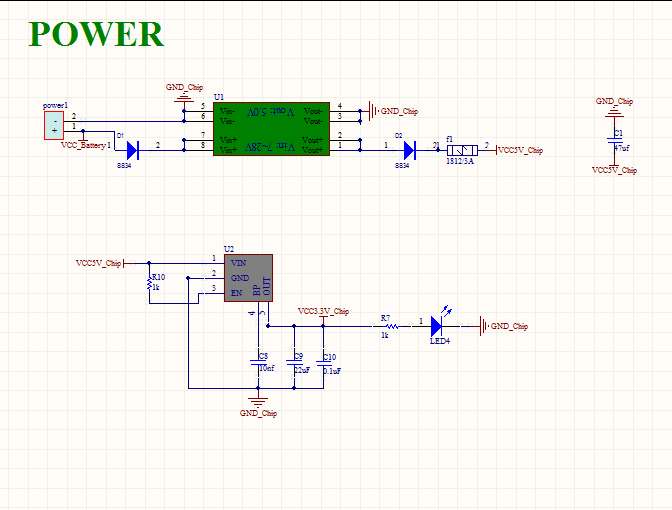 POWER
GND_Chip
power1
U1
2
5
Vin-
Vout 5.0V
Vout-
4
GND_Chip
6
Vin-
Vout-
3
-
+
1
VCC_Battery1
D1
SS34
2
7
Vin+
Vin 7~28V
Vout+
2
8
Vin+
Vout+
1
1
D2
SS34
2
1
f1
1812/3A
2
VCC5V_Chip
GND_Chip
C1
47uf
VCC5V_Chip
U2
VCC5V_Chip
1
VIN
R10
1k
2
GND
3
EN
BP
OUT
4
5
VCC3.3V_Chip
R7
1k
1
LED4
GND_Chip
C8
10nf
C9
22uF
C10
0.1uF
GND_Chip